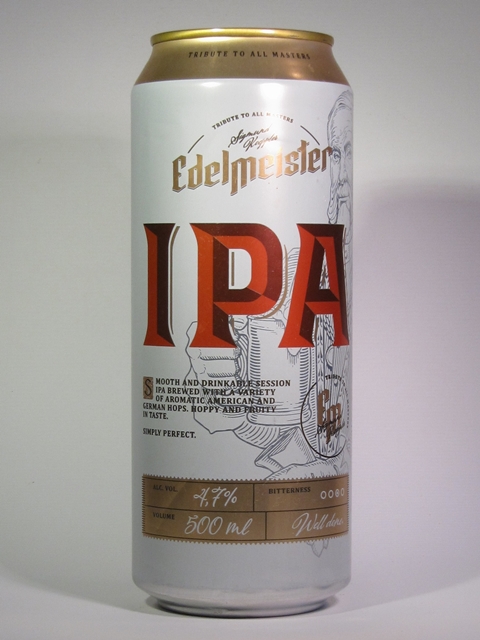 TRIBUTE TO ALL MASTERS
TRIBUTE TO ALL MASTERS
Edelmeister
IPA
SMOOTH AND DRINKABLE SESSION
IPA BREWED WITH A VARIETY
OF AROMATIC AMERICAN AND
GERMAN HOPS. HOPPY AND FRUITY
IN TASTE.
SIMPLY PERFECT.
TRIBUTE
ALC. VOL. 4,7% BITTERNESS
VOLUME 500 ml Well done